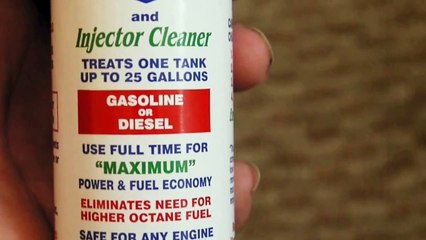 and
Injector Cleaner
TREATS ONE TANK
UP TO 25 GALLONS
GASOLINE
OR
DIESEL
USE FULL TIME FOR
"MAXIMUM"
POWER & FUEL ECONOMY
ELIMINATES NEED FOR
HIGHER OCTANE FUEL
SAFE FOR ANY ENGINE